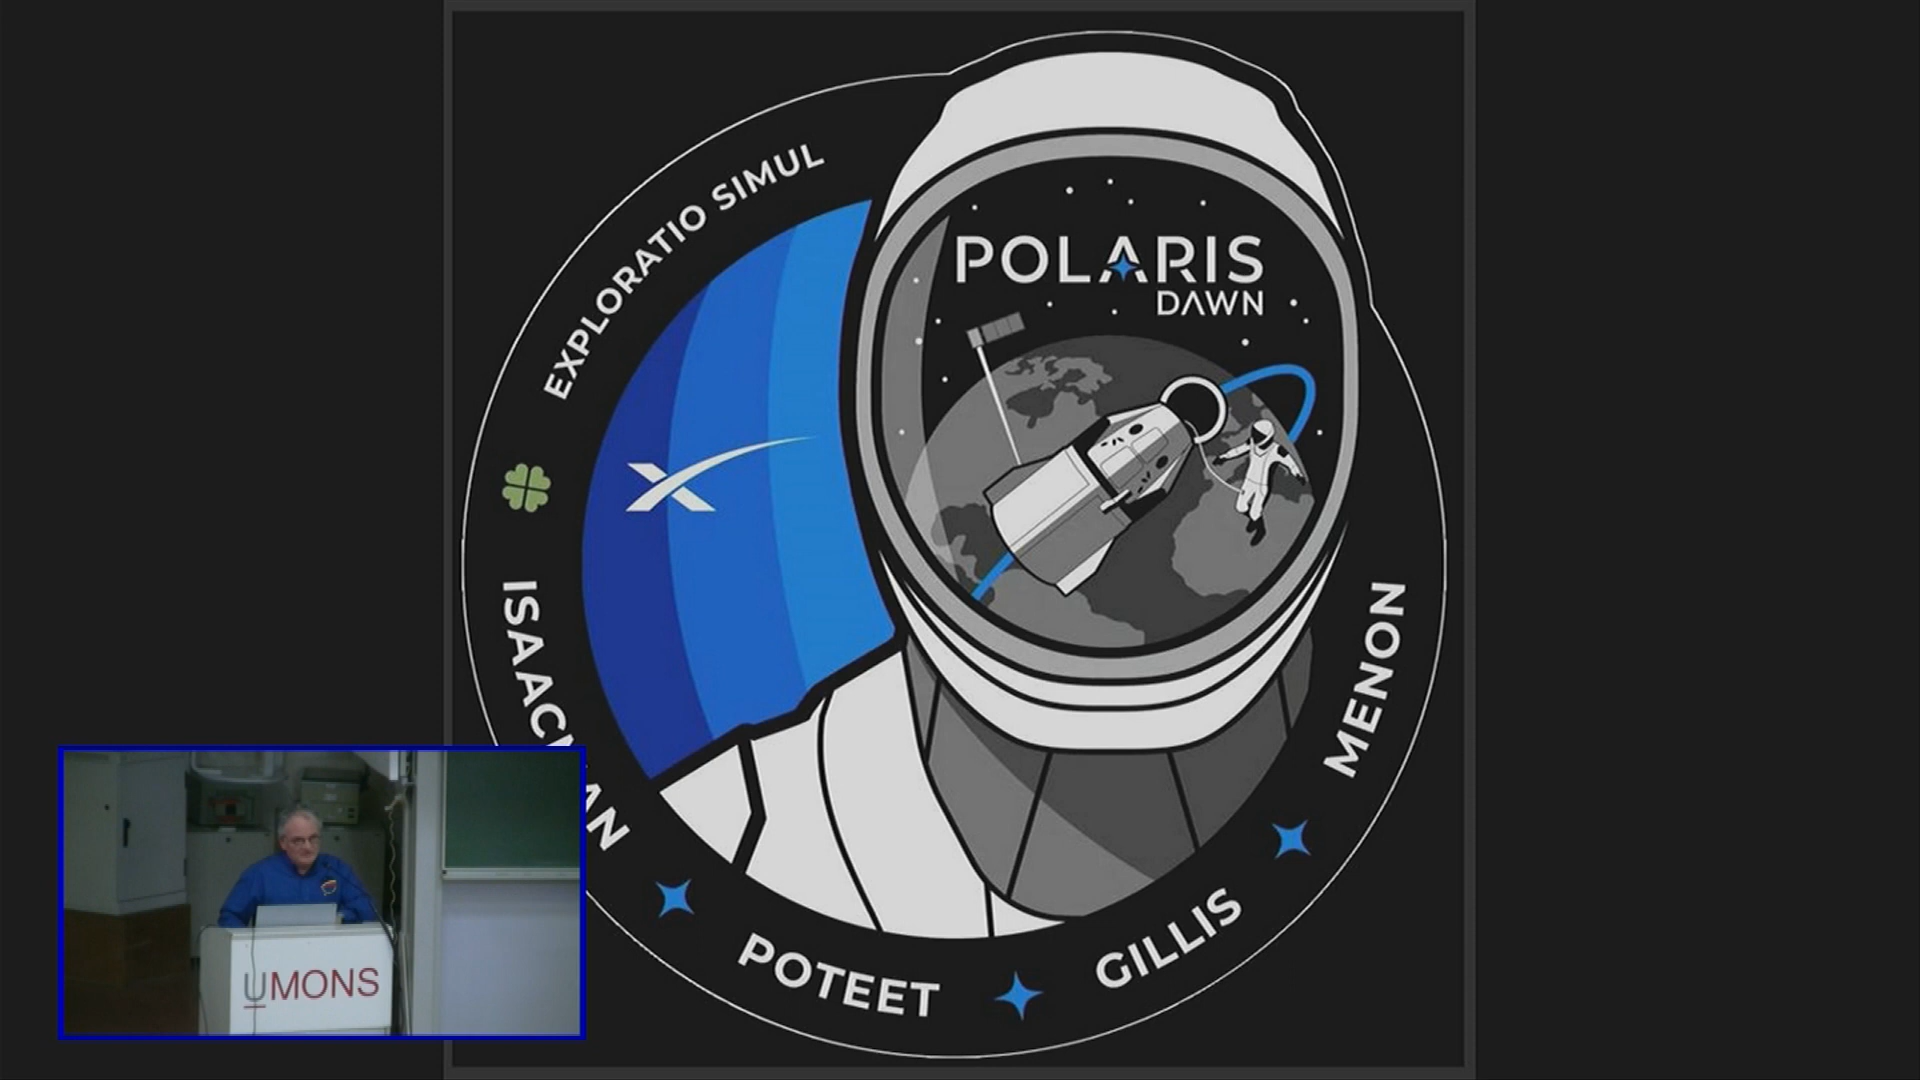 EXPLORATIO SIMUL
POLARIS
DAWN
X
MENON
GILLIS
POTEET
UMONS